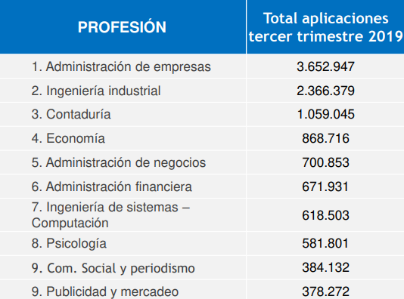 PROFESIÓN
Total aplicaciones
tercer trimestre 2019
1. Administración de empresas 3.652.947
2. Ingeniería industrial 2.366.379
3. Contaduría 1.059.045
4. Economía 868.716
5. Administración de negocios 700.853
6. Administración financiera 671.931
7. Ingeniería de sistemas –
Computación 618.503
8. Psicología 581.801
9. Com. Social y periodismo 384.132
9. Publicidad y mercadeo 378.272